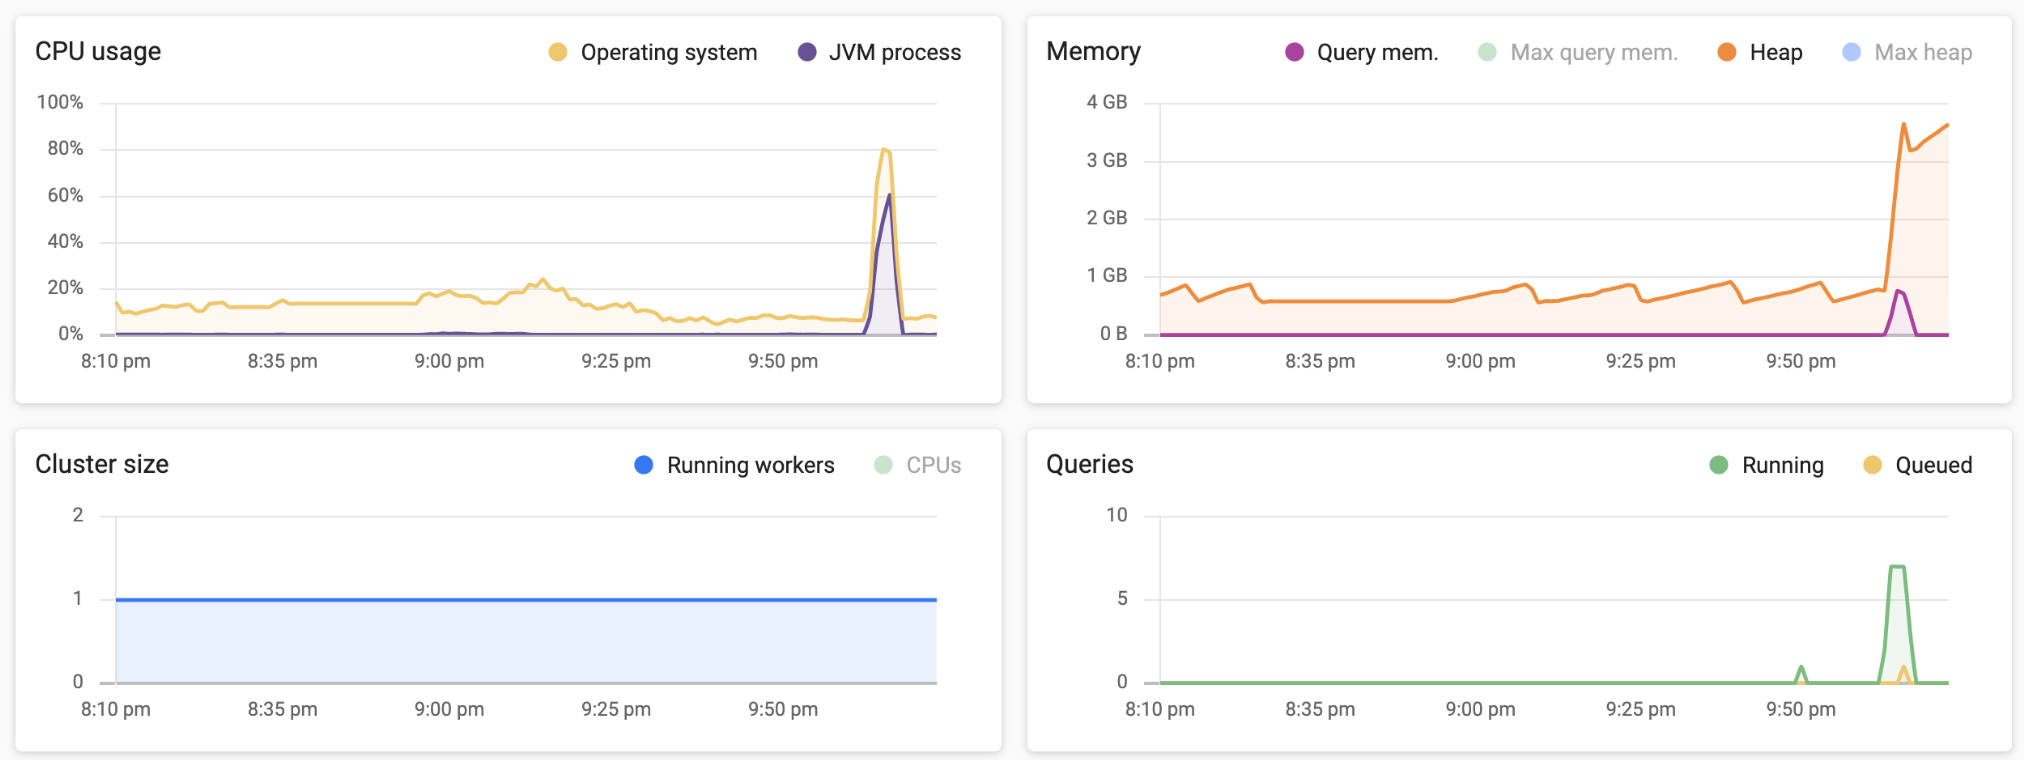 CPU usage
Operating system
JVM process
100%
80%
60%
40%
20%
0%
8:10 pm 8:35 pm 9:00 pm 9:25 pm 9:50 pm
Memory
Query mem.
Max query mem.
Heap
Max heap
4 GB
3 GB
2 GB
1 GB
0 B
8:10 pm 8:35 pm 9:00 pm 9:25 pm 9:50 pm
Cluster size
Running workers
CPUs
2
1
0
8:10 pm 8:35 pm 9:00 pm 9:25 pm 9:50 pm
Queries
Running
Queued
10
5
0
8:10 pm 8:35 pm 9:00 pm 9:25 pm 9:50 pm